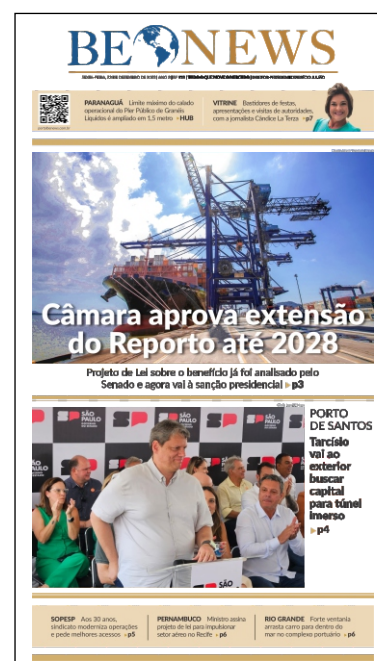 BE NEWS
PARANAGUÁ Limite máximo do calado
operacional do Píer Público de Granéis
Líquidos é ampliado em 1,5 metro - HUB
VITRINE Bastidores de festas,
apresentações e visitas de autoridades,
com a jornalista Cândice La Terza - p7
Câmara aprova extensão
do Reporto até 2028
Projeto de Lei sobre o benefício já foi analisado pelo
Senado e agora vai à sanção presidencial ▸ p3
SÃO PAULO
PORTO
DE SANTOS
Tarcísio
vai ao
exterior
buscar
capital
para túnel
imerso
▸ p4
SOPESP Aos 30 anos,
sindicato moderniza operações
e pede melhores acessos - p5
PERNAMBUCO Ministro assina
projeto de lei para impulsionar
setor aéreo no Recife - p6
RIO GRANDE Forte ventania
arrasta carro para dentro do
mar no complexo portuário - p6